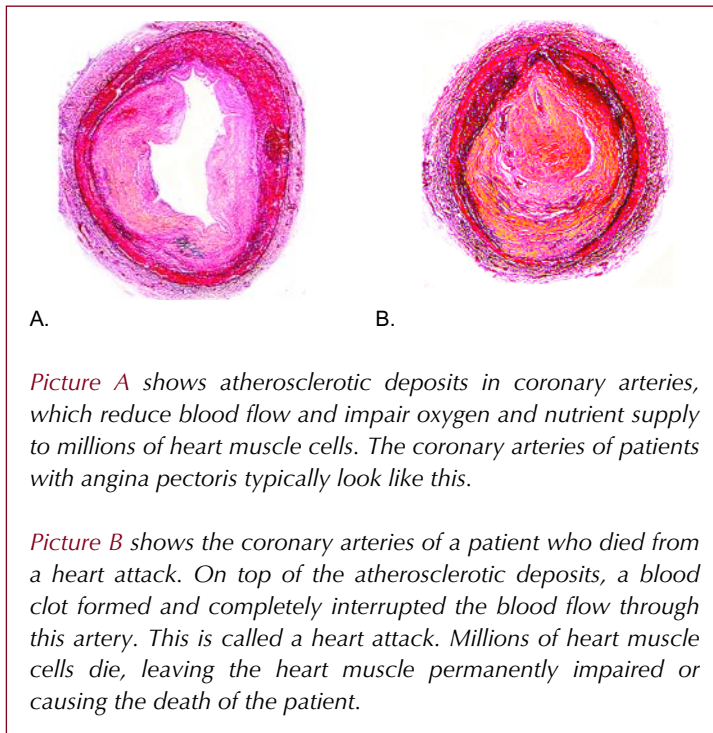 A.
B.
Picture A shows atherosclerotic deposits in coronary arteries,
which reduce blood flow and impair oxygen and nutrient supply
to millions of heart muscle cells. The coronary arteries of patients
with angina pectoris typically look like this.
Picture B shows the coronary arteries of a patient who died from
a heart attack. On top of the atherosclerotic deposits, a blood
clot formed and completely interrupted the blood flow through
this artery. This is called a heart attack. Millions of heart muscle
cells die, leaving the heart muscle permanently impaired or
causing the death of the patient.